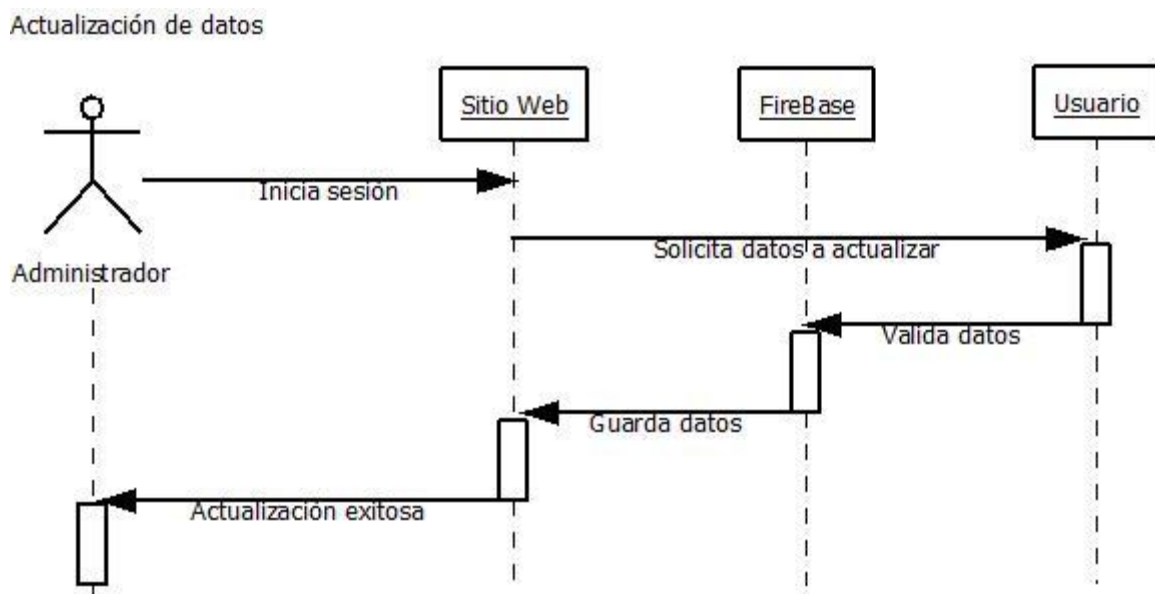 Actualización de datos
Sitio Web
FireBase
Usuario
Inicia sesión
Solicita datos a actualizar
Administrador
Valida datos
Guarda datos
Actualización exitosa